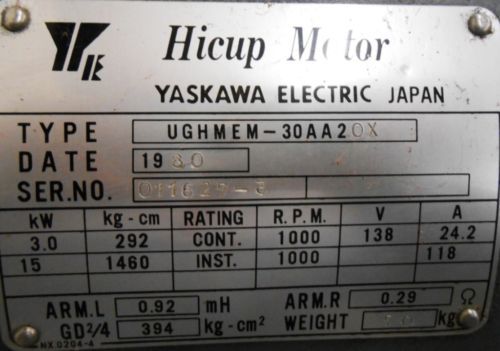 Hicup Motor
YASKAWA ELECTRIC JAPAN
TYPE UGHMEM-30AA20X
DATE 1980
SER.NO.
kW kg-cm RATING R.P.M. V A
3.0 292 CONT. 1000 138 24.2
15 1460 INST. 1000 118
ARM.L 0.92 mH ARM.R 0.29 Ω
GD²/4 394 kg-cm² WEIGHT kg
NX0204-4